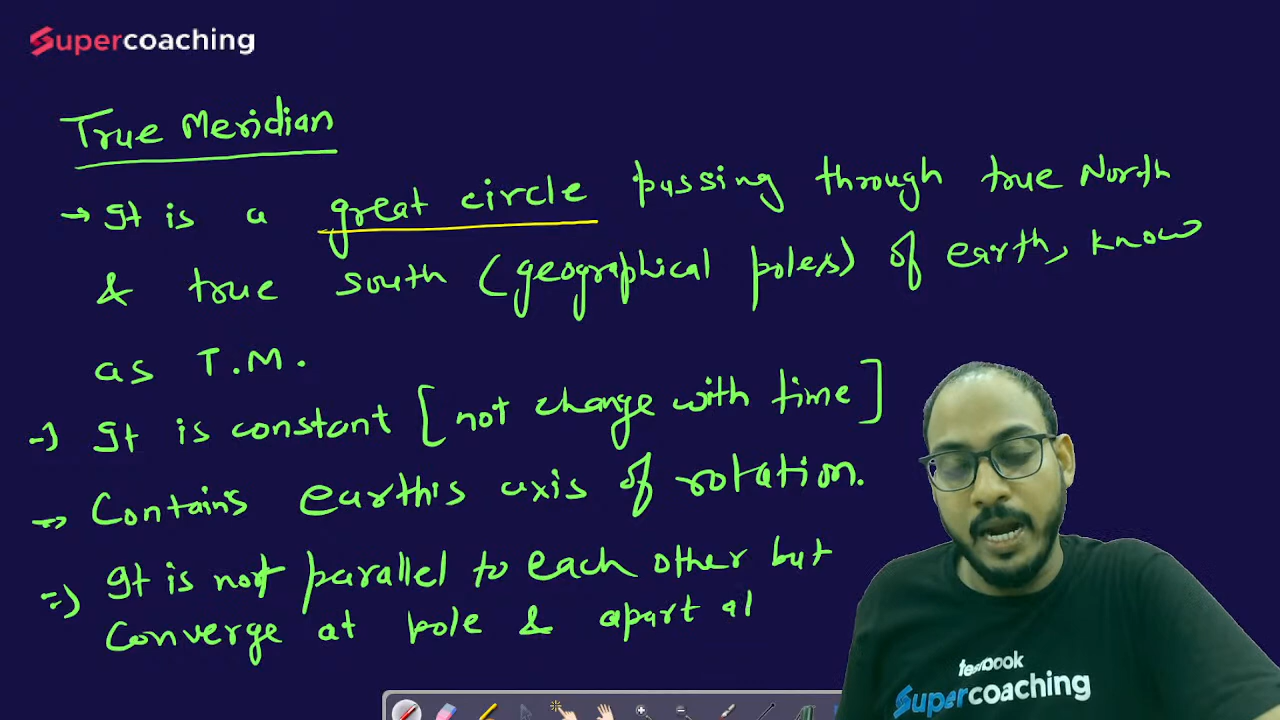 Supercoaching
True Meridian
→ It is a great circle passing through true North
& true south (geographical poles) of earth, know
as T.M.
→ It is constant [not change with time]
→ Contains earth's axis of rotation.
⇒ It is not parallel to each other but
Converge at pole & apart at
testbook
Supercoaching